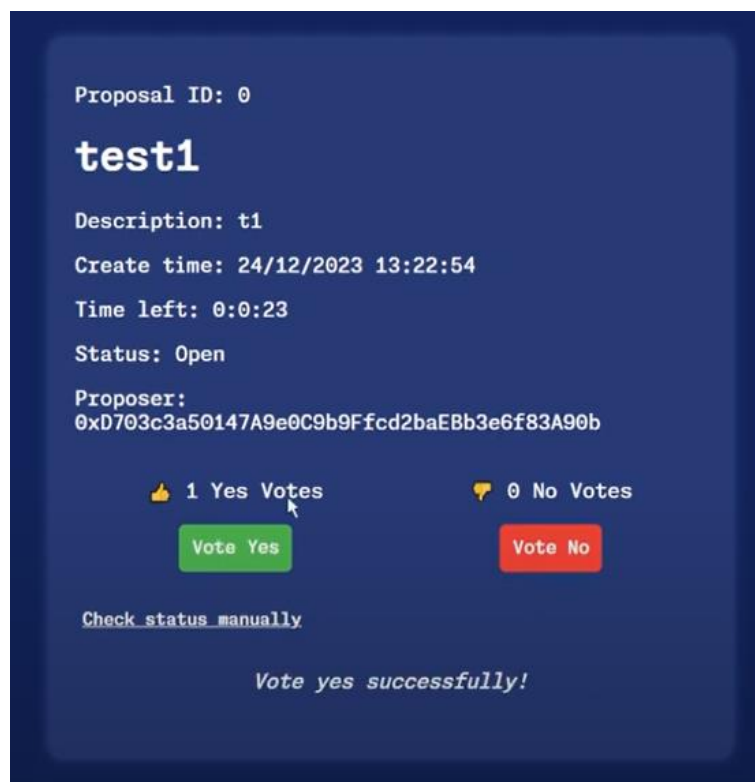 Proposal ID: 0
test1
Description: t1
Create time: 24/12/2023 13:22:54
Time left: 0:0:23
Status: Open
Proposer:
0xD703c3a50147A9e0C9b9Ffcd2baEBb3e6f83A90b
👍 1 Yes Votes 👎 0 No Votes
Vote Yes Vote No
Check status manually
Vote yes successfully!